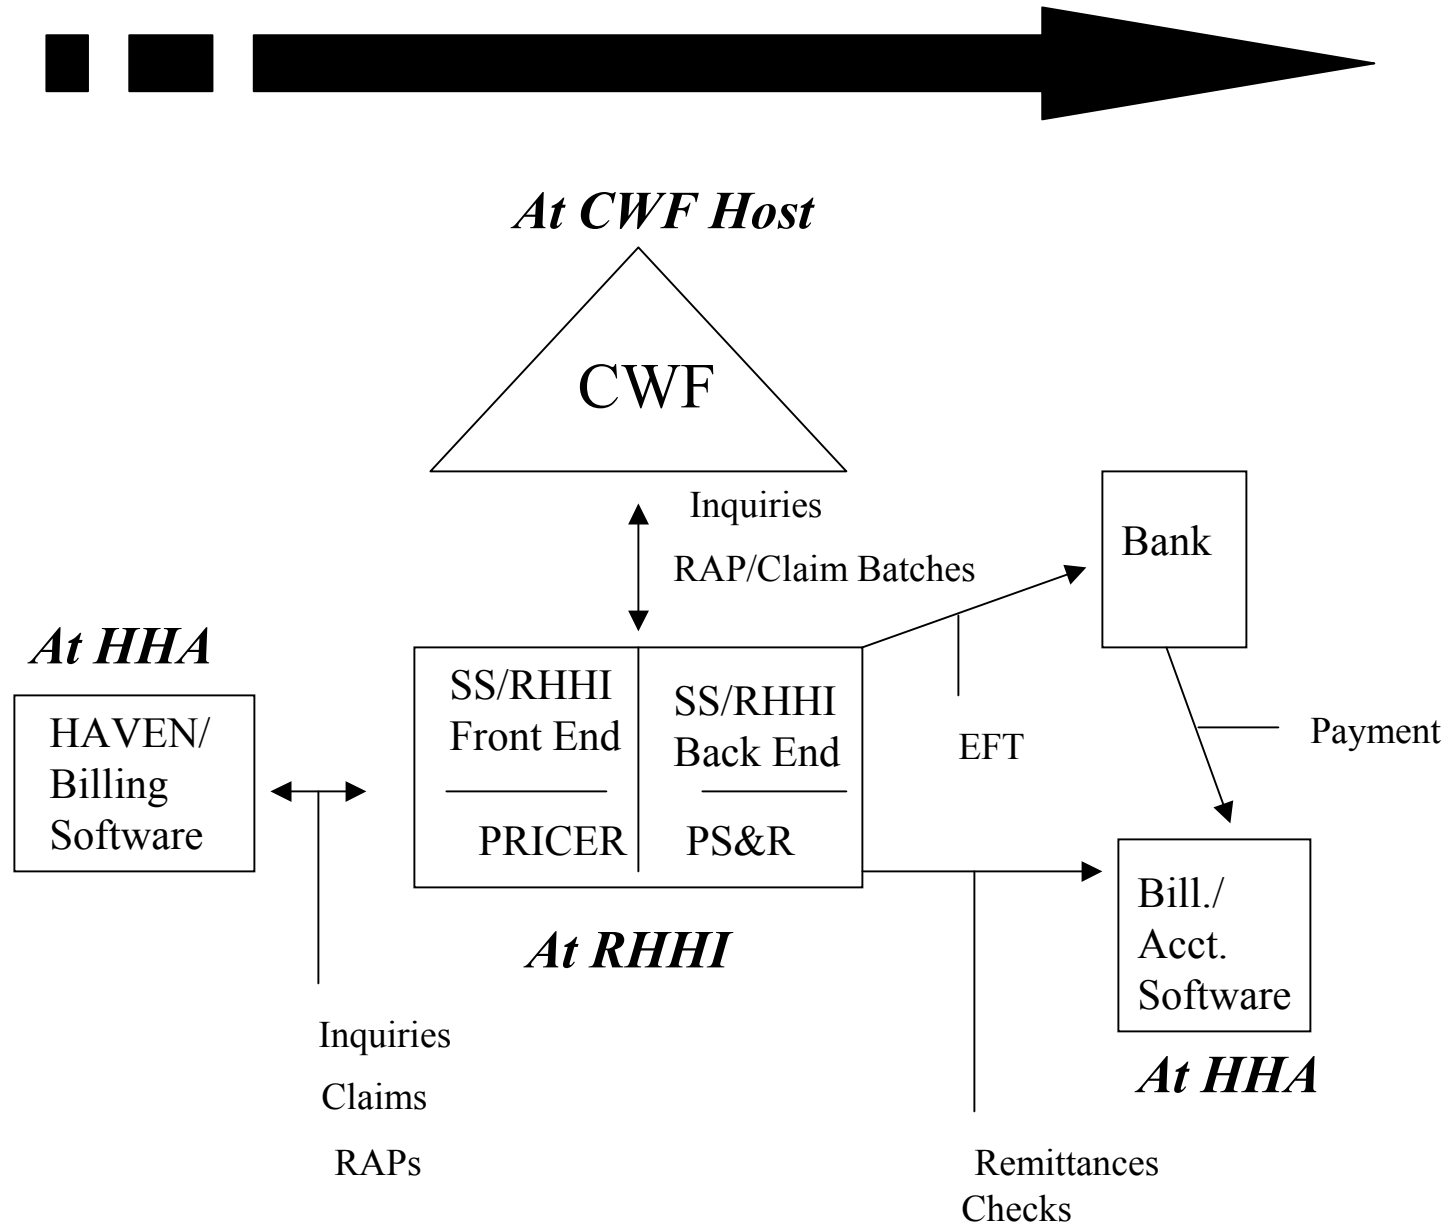 At CWF Host
CWF
Inquiries
RAP/Claim Batches
Bank
At HHA
HAVEN/
Billing
Software
SS/RHHI
Front End
PRICER
SS/RHHI
Back End
PS&R
EFT
Payment
At RHHI
Bill./
Acct.
Software
At HHA
Inquiries
Claims
RAPs
Remittances
Checks